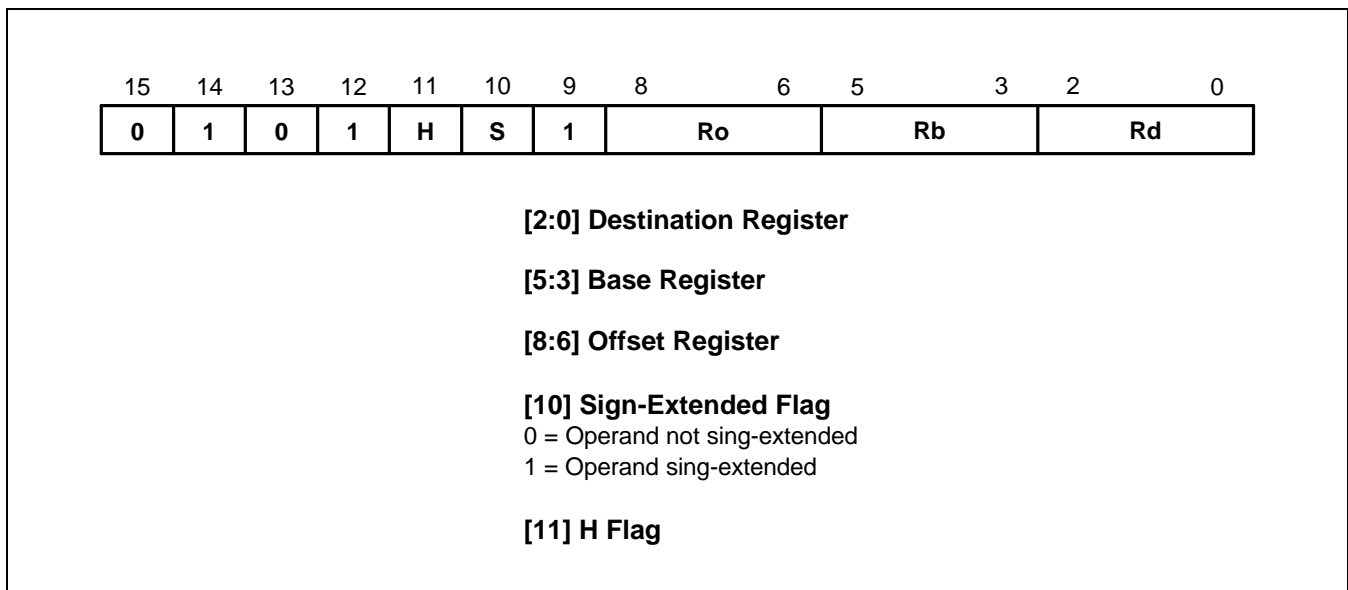 15 14 13 12 11 10 9 8 6 5 3 2 0
0 1 0 1 H S 1 Ro Rb Rd
[2:0] Destination Register
[5:3] Base Register
[8:6] Offset Register
[10] Sign-Extended Flag
0 = Operand not sing-extended
1 = Operand sing-extended
[11] H Flag